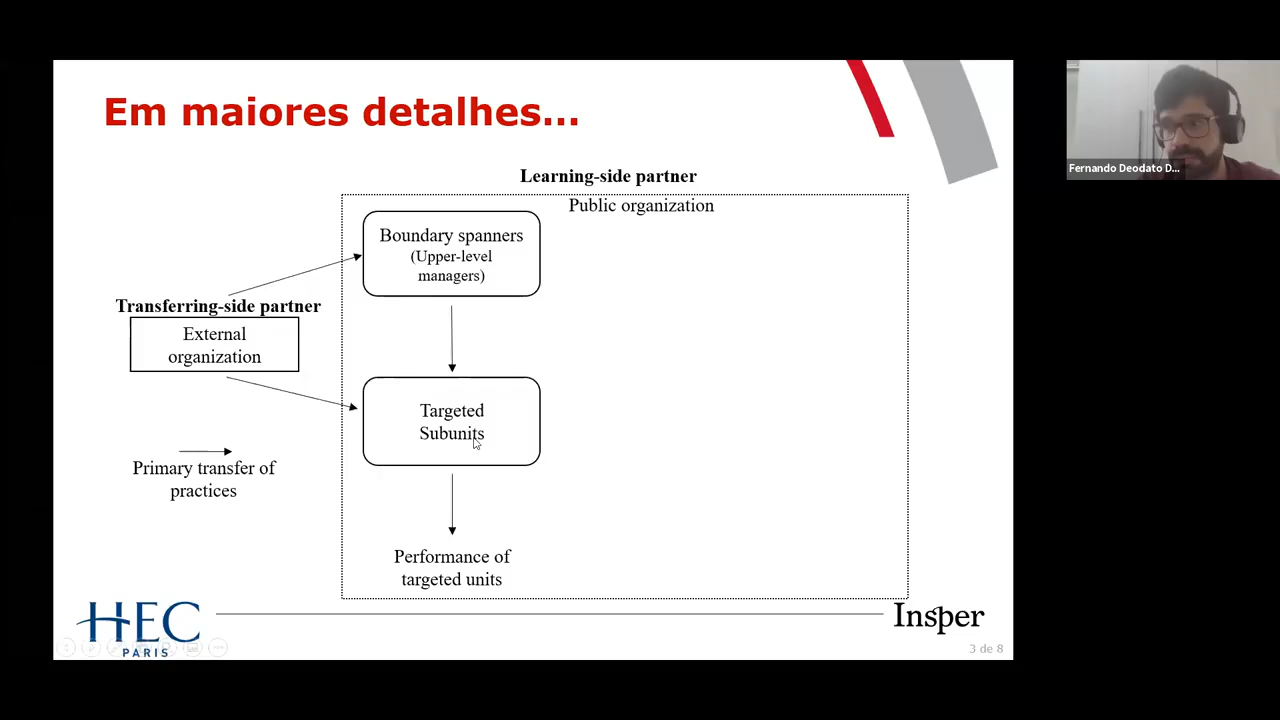 Em maiores detalhes...
Learning-side partner
Public organization
Boundary spanners
(Upper-level
managers)
Transferring-side partner
External
organization
Targeted
Subunits
Primary transfer of
practices
Performance of
targeted units
HEC
PARIS
Insper
3 de 8
Fernando Deodato D...